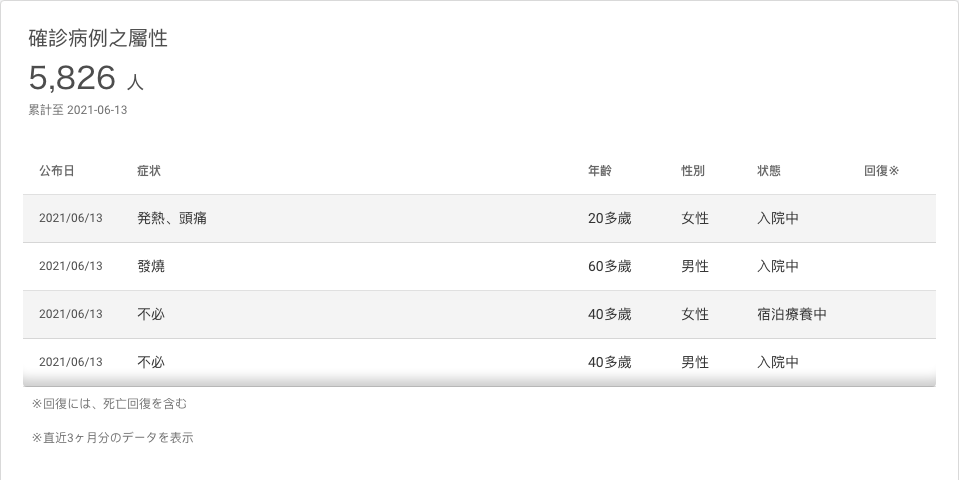 確診病例之屬性
5,826 人
累計至 2021-06-13
公布日 症状 年齢 性別 状態 回復※
2021/06/13 発熱、頭痛 20多歲 女性 入院中
2021/06/13 發燒 60多歲 男性 入院中
2021/06/13 不必 40多歲 女性 宿泊療養中
2021/06/13 不必 40多歲 男性 入院中
※回復には、死亡回復を含む
※直近3ヶ月分のデータを表示